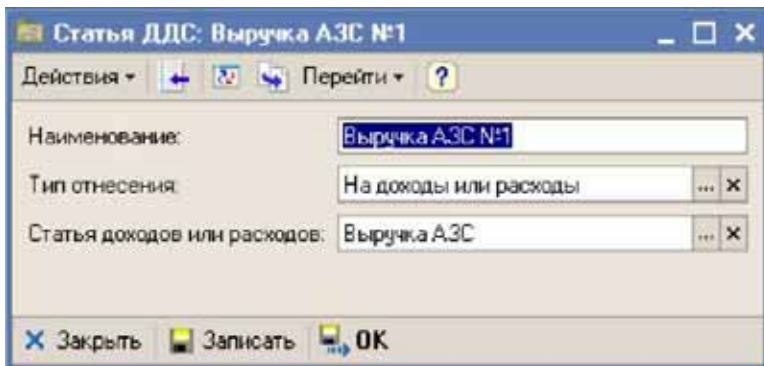 Статья ДДС: Выручка АЗС №1
Действия Перейти ?
Наименование: Выручка АЗС №1
Тип отнесения: На доходы или расходы ...
Статья доходов или расходов: Выручка АЗС ...
Закрыть Записать OK